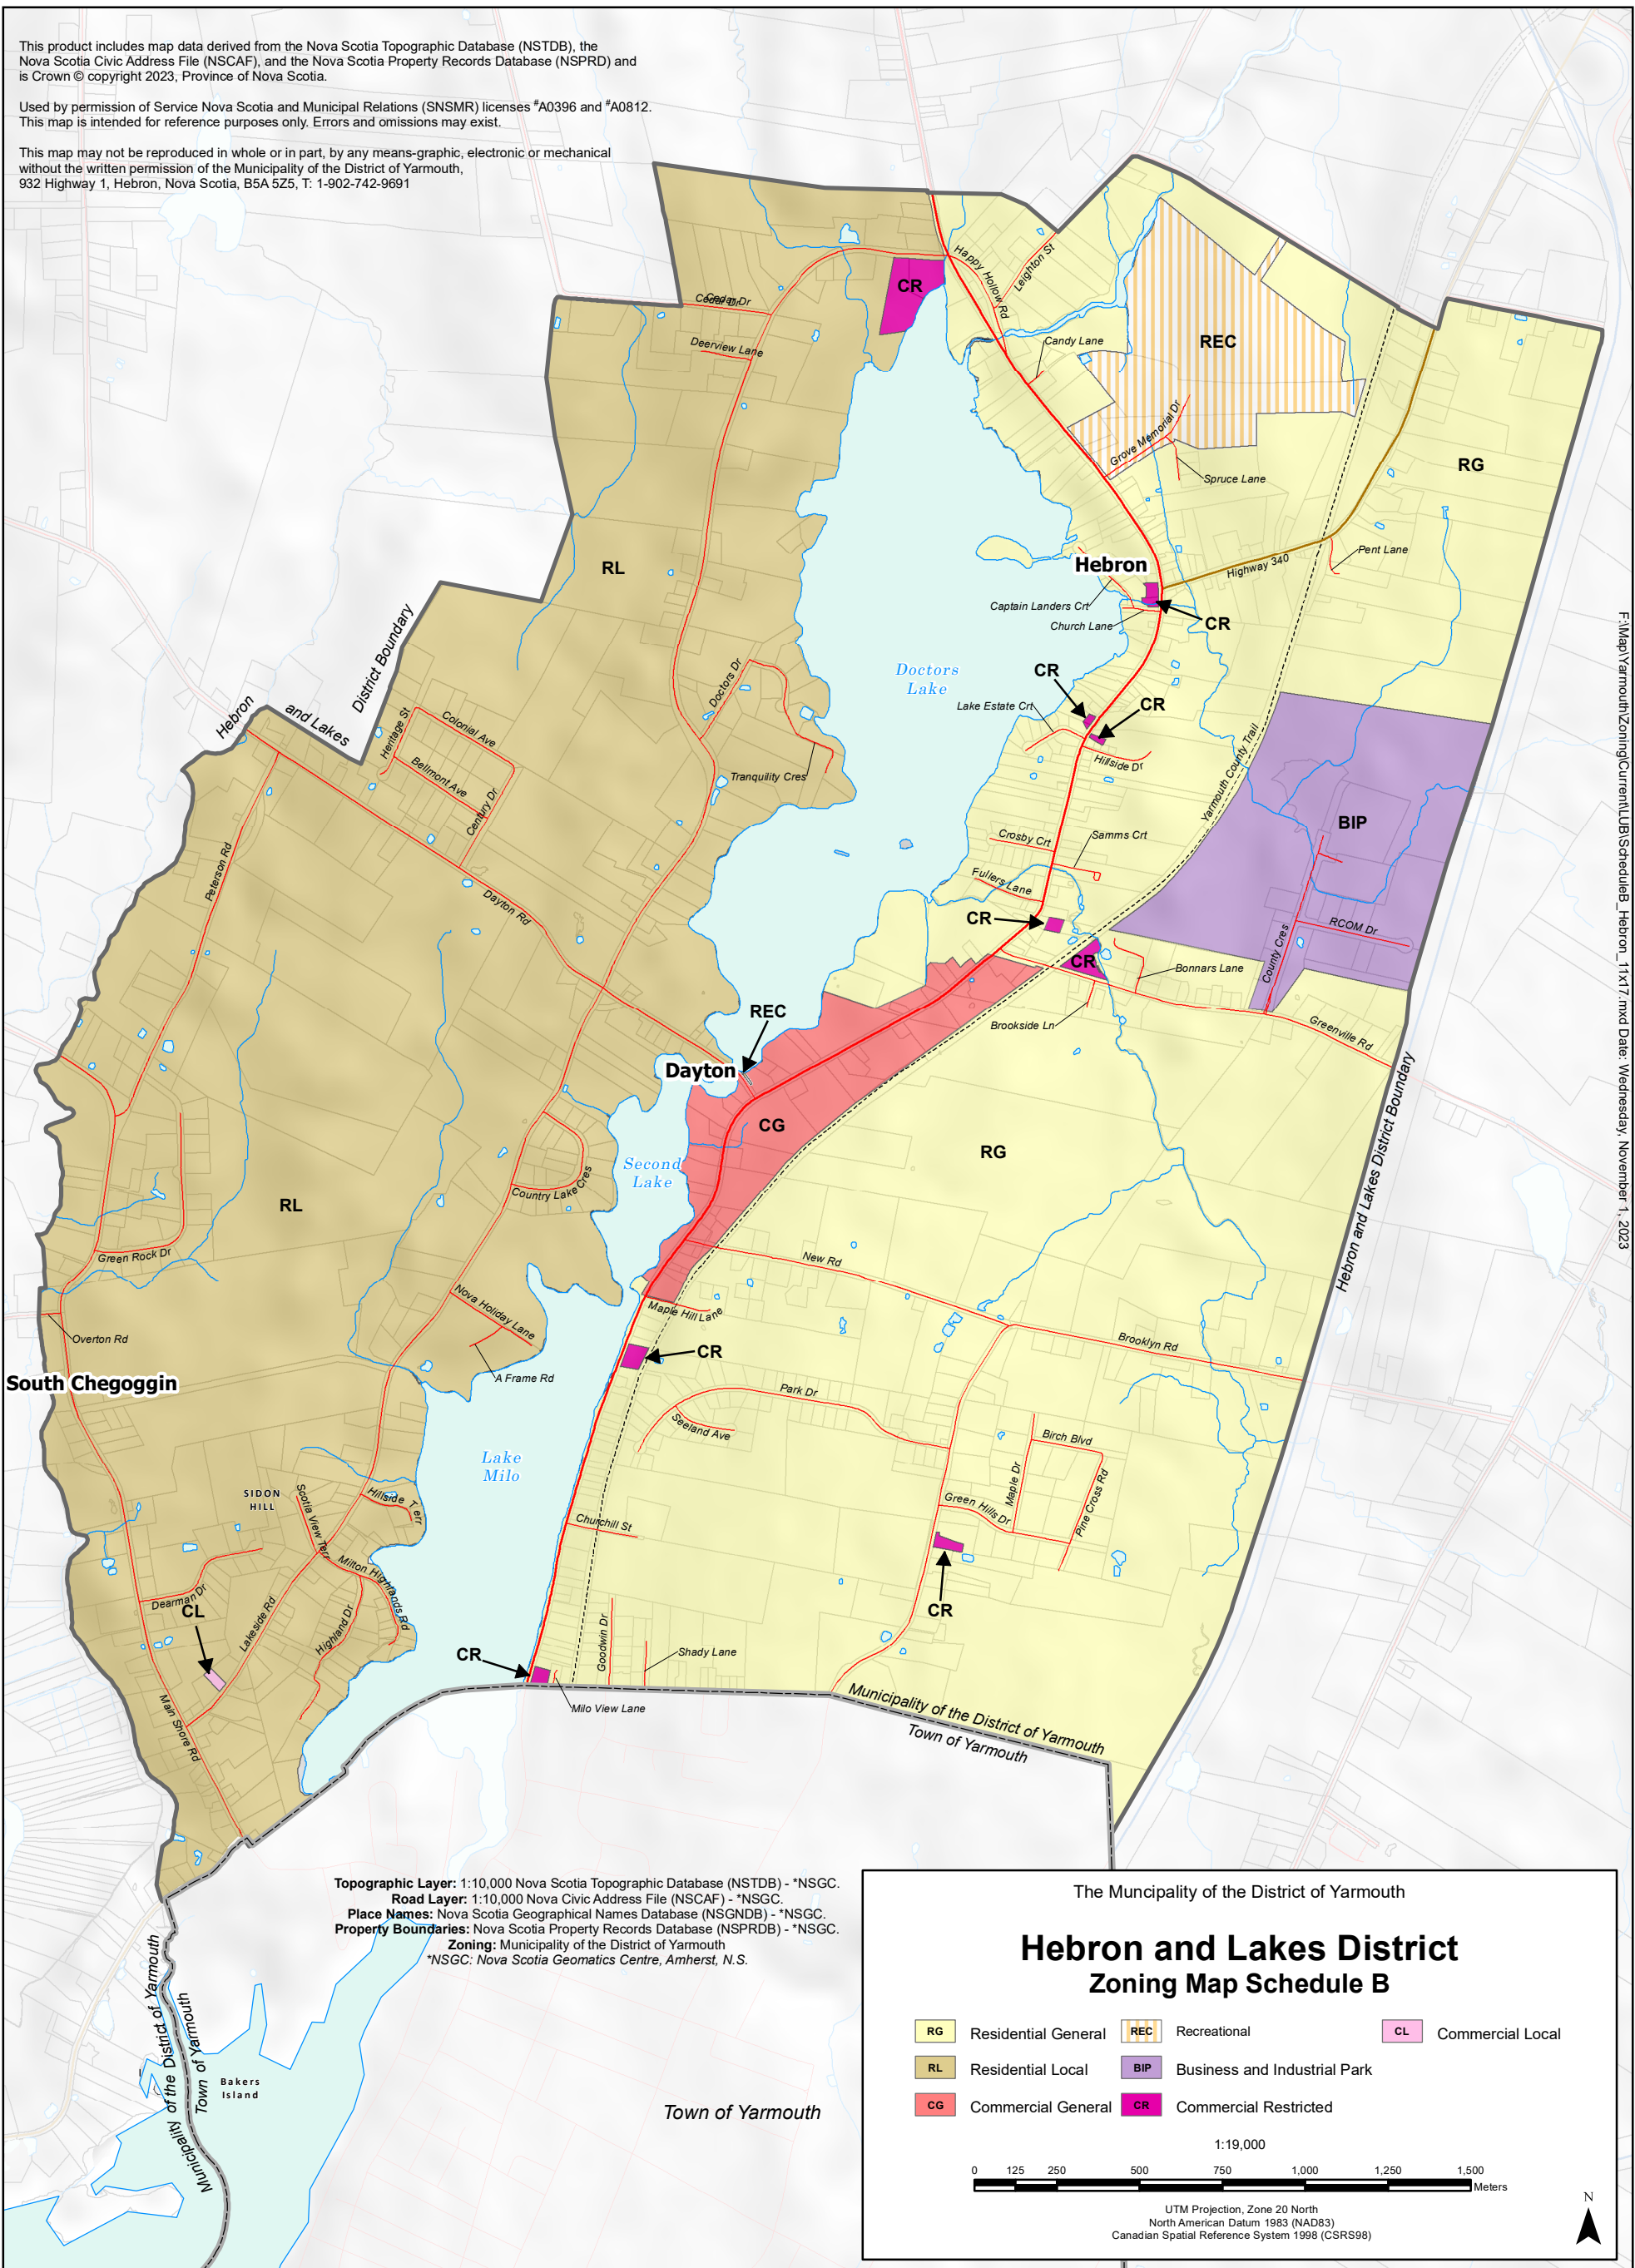 This product includes map data derived from the Nova Scotia Topographic Database (NSTDB), the
Nova Scotia Civic Address File (NSCAF), and the Nova Scotia Property Records Database (NSPRD) and
is Crown © copyright 2023, Province of Nova Scotia.
Used by permission of Service Nova Scotia and Municipal Relations (SNSMR) licenses #A0396 and #A0812.
This map is intended for reference purposes only. Errors and omissions may exist.
This map may not be reproduced in whole or in part, by any means-graphic, electronic or mechanical
without the written permission of the Municipality of the District of Yarmouth,
932 Highway 1, Hebron, Nova Scotia, B5A 5Z5, T: 1-902-742-9691
Happy Hollow Rd
Leighton St
CR
Cedar Dr
Cedar Dr
Deerview Lane
Candy Lane
REC
Grove Memorial Dr
Spruce Lane
RG
Pent Lane
Highway 340
Hebron
RL
Captain Landers Crt
Church Lane
CR
District Boundary
Hebron
and Lakes
Doctors
Lake
CR
CR
Lake Estate Crt
Hillside Dr
Doctors Dr
Tranquility Cres
Heritage St
Colonial Ave
Bellmont Ave
Century Dr
Yarmouth County Trail
BIP
Crosby Crt
Samms Crt
Fullers Lane
Peterson Rd
Dayton Rd
CR
CR
RCOM Dr
County Cres
Bonnars Lane
Brookside Ln
Greenville Rd
REC
Dayton
CG
RG
Hebron and Lakes District Boundary
Second
Lake
Country Lake Cres
RL
Green Rock Dr
New Rd
Nova Holiday Lane
Maple Hill Lane
Overton Rd
Brooklyn Rd
A Frame Rd
CR
South Chegoggin
Park Dr
Seeland Ave
Birch Blvd
Lake
Milo
Maple Dr
Pine Cross Rd
SIDON
HILL
Scotia View Terr
Hillside Terr
Green Hills Dr
Churchill St
Milton Highlands Rd
Dearman Dr
CL
Lakeside Rd
Highland Dr
CR
Goodwin Dr
Shady Lane
CR
Milo View Lane
Main Shore Rd
Municipality of the District of Yarmouth
Town of Yarmouth
F:\Map\Yarmouth\Zoning\Current\LUB\ScheduleB_Hebron_11x17.mxd Date: Wednesday, November 1, 2023
Topographic Layer: 1:10,000 Nova Scotia Topographic Database (NSTDB) - *NSGC.
Road Layer: 1:10,000 Nova Civic Address File (NSCAF) - *NSGC.
Place Names: Nova Scotia Geographical Names Database (NSGNDB) - *NSGC.
Property Boundaries: Nova Scotia Property Records Database (NSPRDB) - *NSGC.
Zoning: Municipality of the District of Yarmouth
*NSGC: Nova Scotia Geomatics Centre, Amherst, N.S.
Municipality of the District of Yarmouth
Town of Yarmouth
Bakers
Island
Town of Yarmouth
The Muncipality of the District of Yarmouth
Hebron and Lakes District
Zoning Map Schedule B
RG Residential General REC Recreational CL Commercial Local
RL Residential Local BIP Business and Industrial Park
CG Commercial General CR Commercial Restricted
1:19,000
0 125 250 500 750 1,000 1,250 1,500
Meters
UTM Projection, Zone 20 North
North American Datum 1983 (NAD83)
Canadian Spatial Reference System 1998 (CSRS98)
N